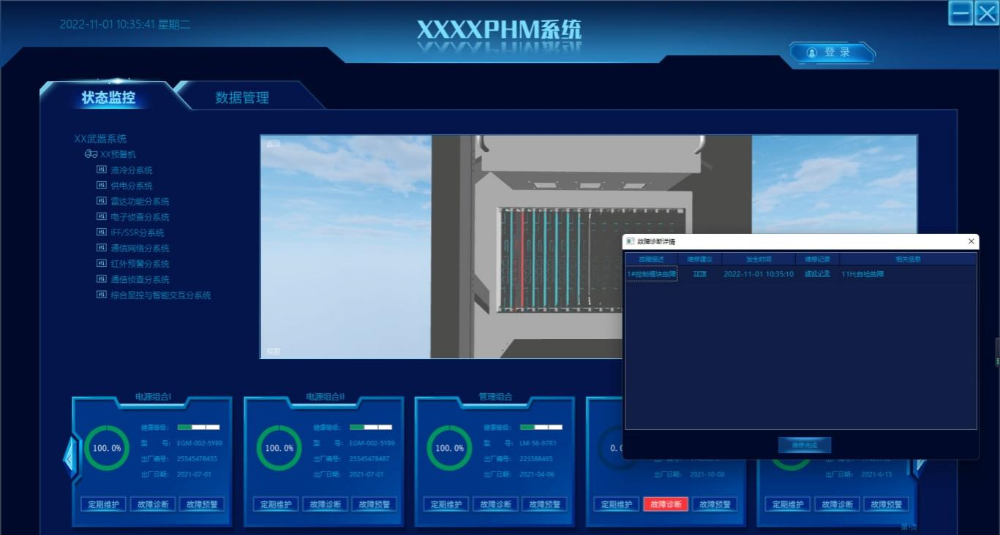 2022-11-01 10:35:41 星期二
XXXXPHM系统
登 录
状态监控
数据管理
XX武器系统
XX预警机
液冷分系统
供电分系统
雷达功能分系统
电子侦查分系统
IFF/SSR分系统
通信网络分系统
红外预警分系统
通信侦查分系统
综合显控与智能交互分系统
返回
框图
故障诊断详情
故障描述 维修建议 发生时间 维修记录 相关信息
1#控制模块故障 2022-11-01 10:35:10 维修记录 11H;自检故障
维修完成
电源组合I
100.0%
健康等级:
型 号: EGM-002-5Y89
出厂编号: 25545478455
出厂日期: 2021-07-01
定期维护 故障诊断 故障预警
电源组合II
100.0%
健康等级:
型 号: EGM-002-5Y89
出厂编号: 25545478487
出厂日期: 2021-07-01
定期维护 故障诊断 故障预警
管理组合
100.0%
健康等级:
型 号: LM-56-97R1
出厂编号: 223588465
出厂日期: 2021-04-06
定期维护 故障诊断 故障预警
0.
出厂日期: 2021-10-08
定期维护 故障诊断 故障预警
出厂日期: 2021-6-15
定期维护 故障诊断 故障预警
第1页